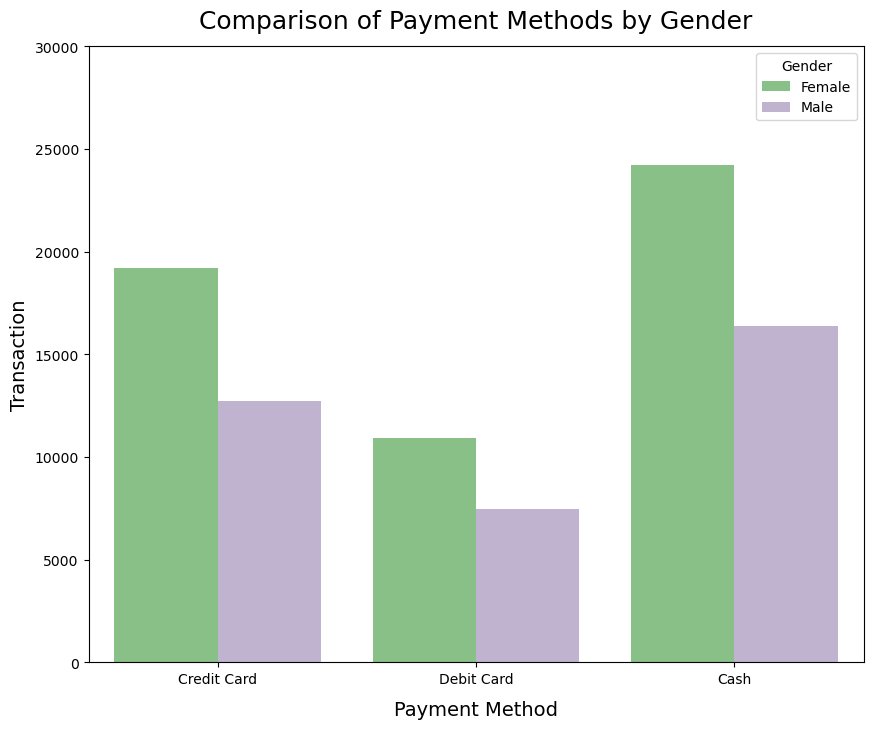 Comparison of Payment Methods by Gender
30000
25000
20000
15000
10000
5000
0
Transaction
Gender
Female
Male
Credit Card
Debit Card
Cash
Payment Method